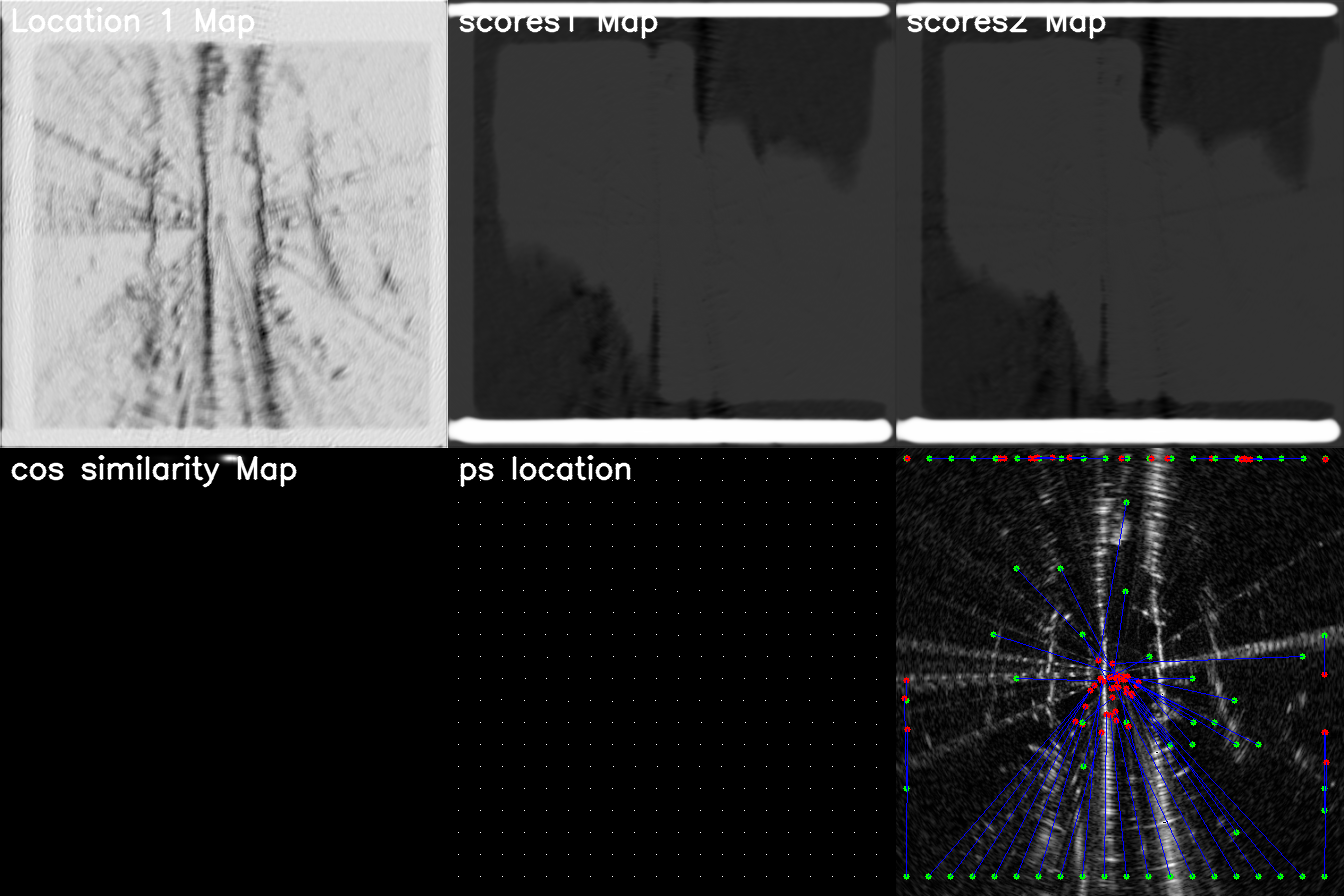 Location 1 Map
scores1 Map
scores2 Map
cos similarity Map
ps location